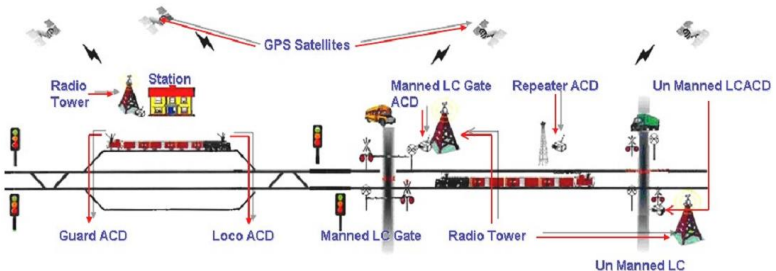 GPS Satellites
Radio
Tower
Station
Manned LC Gate
ACD
Repeater ACD
Un Manned LCACD
Guard ACD
Loco ACD
Manned LC Gate
Radio Tower
Un Manned LC